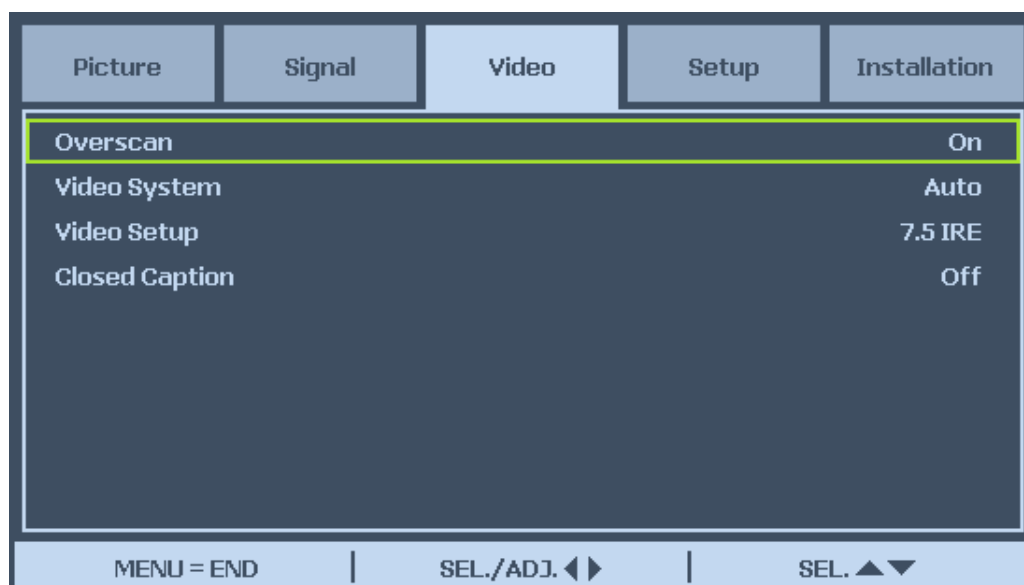 Picture Signal Video Setup Installation
Overscan On
Video System Auto
Video Setup 7.5 IRE
Closed Caption Off
MENU = END | SEL./ADJ. ◀ ▶ | SEL. ▲ ▼